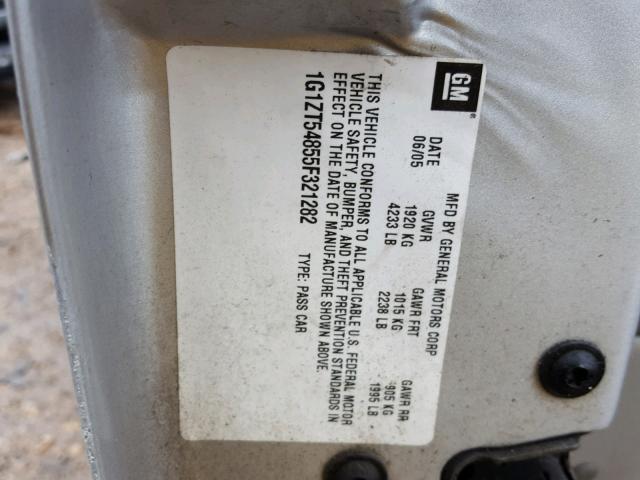 GM
MFD BY GENERAL MOTORS CORP
DATE GVWR GAWR FRT GAWR RR
06/05 1920 KG 1015 KG 905 KG
4233 LB 2238 LB 1995 LB
THIS VEHICLE CONFORMS TO ALL APPLICABLE U.S. FEDERAL MOTOR
VEHICLE SAFETY, BUMPER, AND THEFT PREVENTION STANDARDS IN
EFFECT ON THE DATE OF MANUFACTURE SHOWN ABOVE.
1G1ZT54855F321282 TYPE: PASS CAR